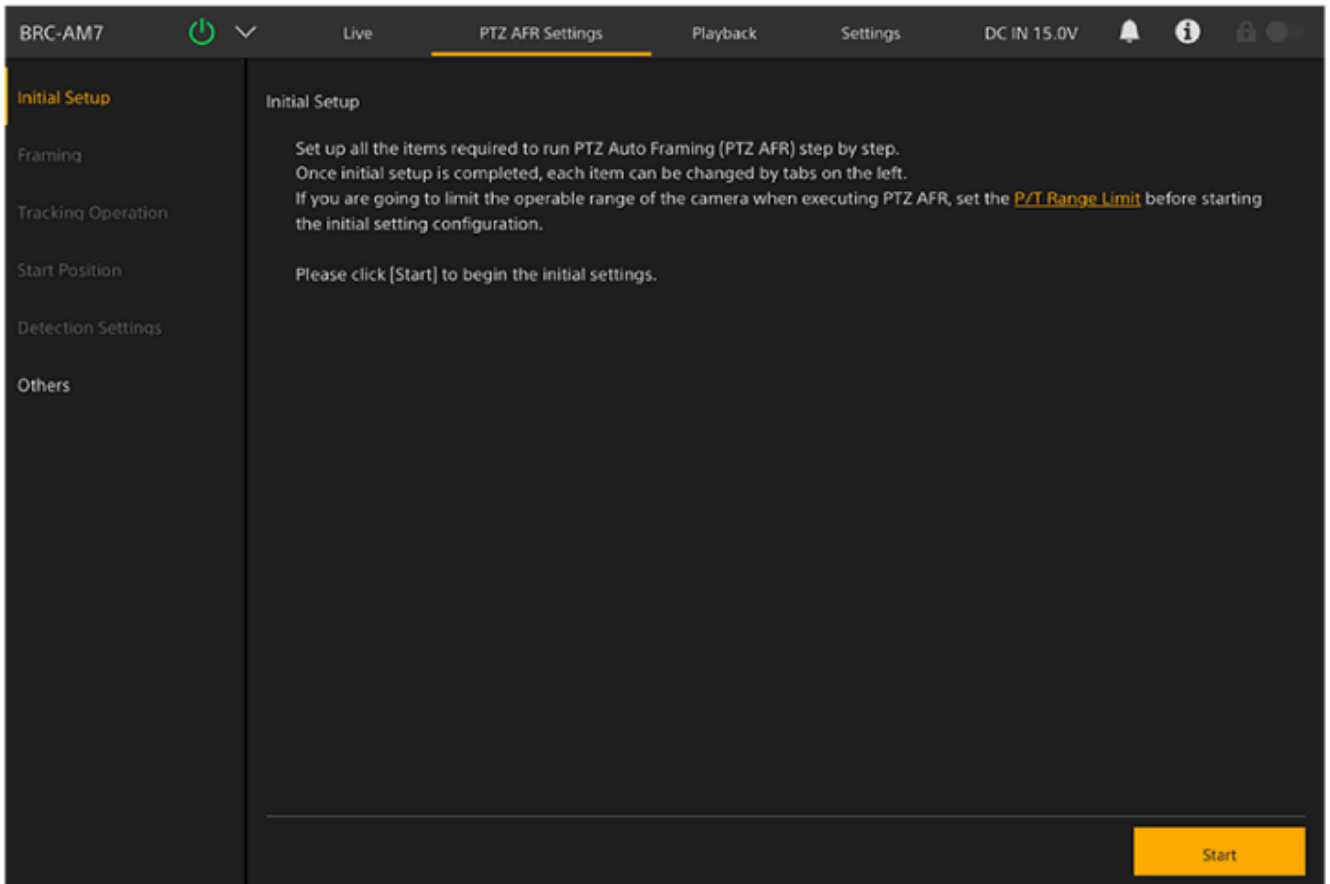 BRC-AM7
Live
PTZ AFR Settings
Playback
Settings
DC IN 15.0V
Initial Setup
Framing
Tracking Operation
Start Position
Detection Settings
Others
Initial Setup
Set up all the items required to run PTZ Auto Framing (PTZ AFR) step by step.
Once initial setup is completed, each item can be changed by tabs on the left.
If you are going to limit the operable range of the camera when executing PTZ AFR, set the P/T Range Limit before starting
the initial setting configuration.
Please click [Start] to begin the initial settings.
Start